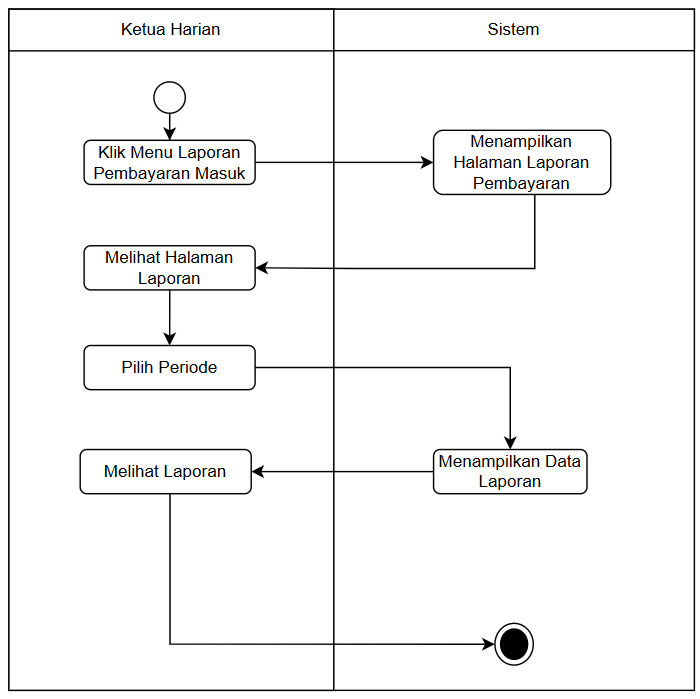 Ketua Harian
Sistem
Klik Menu Laporan
Pembayaran Masuk
Menampilkan
Halaman Laporan
Pembayaran
Melihat Halaman
Laporan
Pilih Periode
Menampilkan Data
Laporan
Melihat Laporan